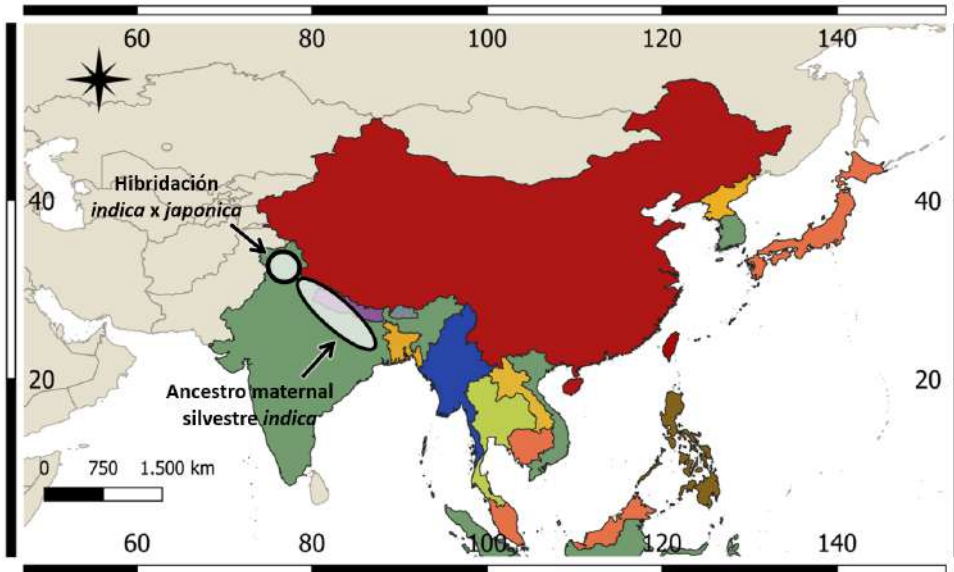 60 80 100 120 140
Hibridación
indica x japonica
40 40
20 20
Ancestro maternal
silvestre indica
0 750 1.500 km
60 80 100 120 140